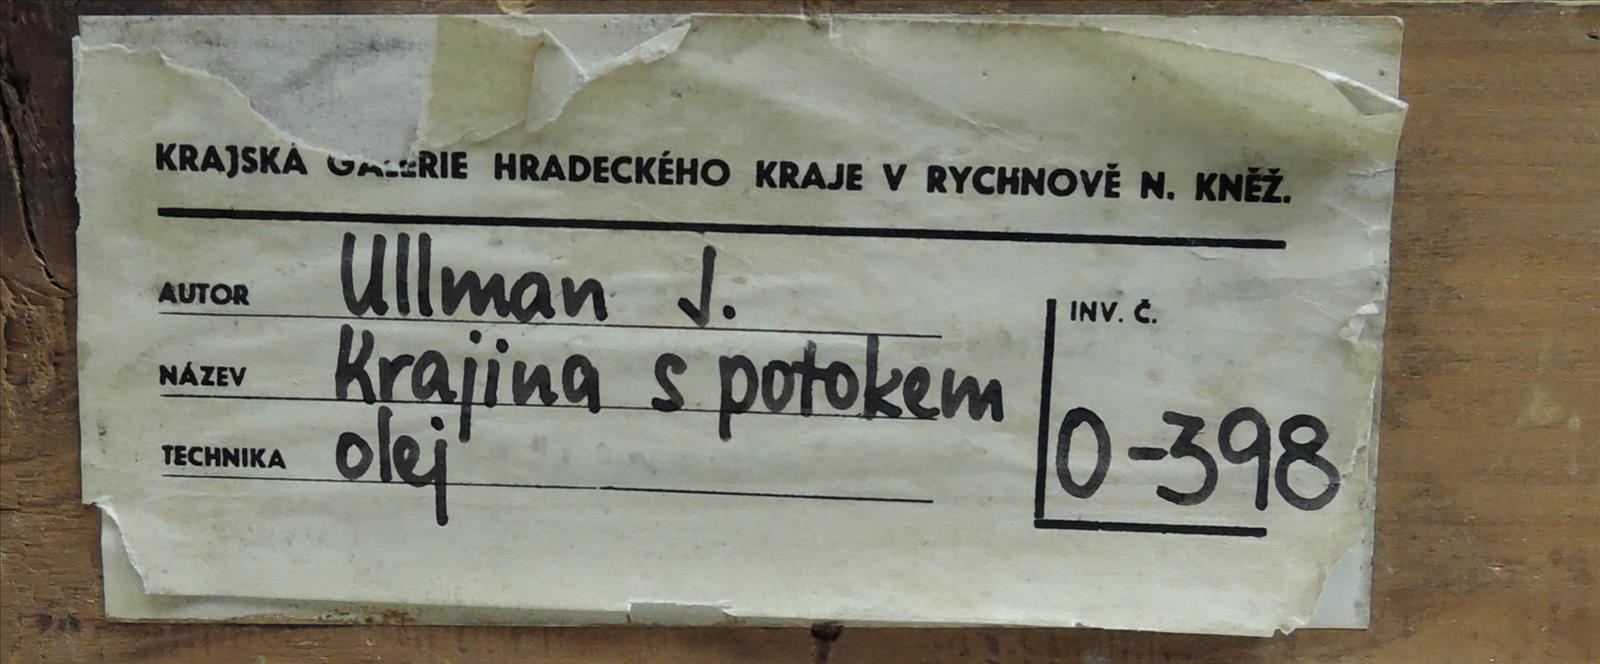 KRAJSKÁ GALERIE HRADECKÉHO KRAJE V RYCHNOVĚ N. KNĚŽ.
AUTOR Ullman J.
INV. Č.
NÁZEV Krajina s potokem
TECHNIKA olej
0-398